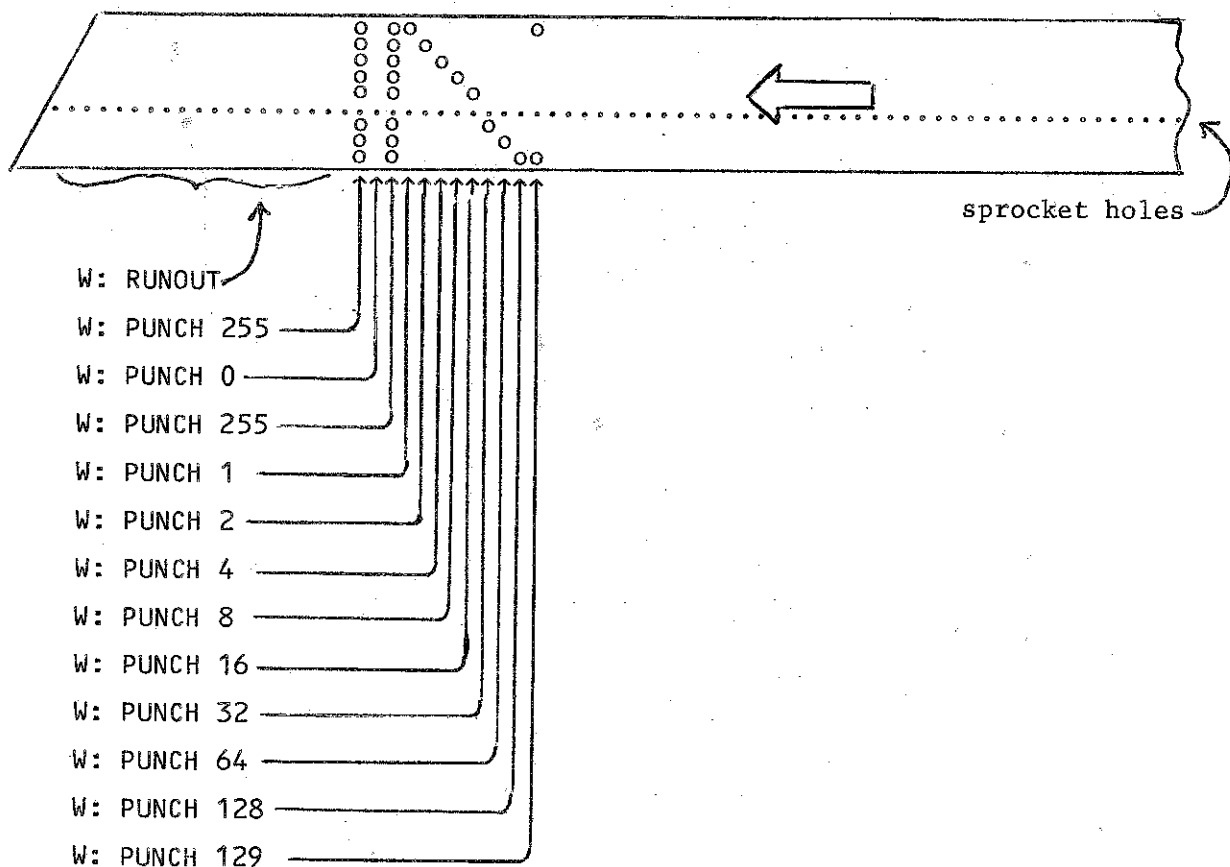 sprocket holes
W: RUNOUT
W: PUNCH 255
W: PUNCH 0
W: PUNCH 255
W: PUNCH 1
W: PUNCH 2
W: PUNCH 4
W: PUNCH 8
W: PUNCH 16
W: PUNCH 32
W: PUNCH 64
W: PUNCH 128
W: PUNCH 129